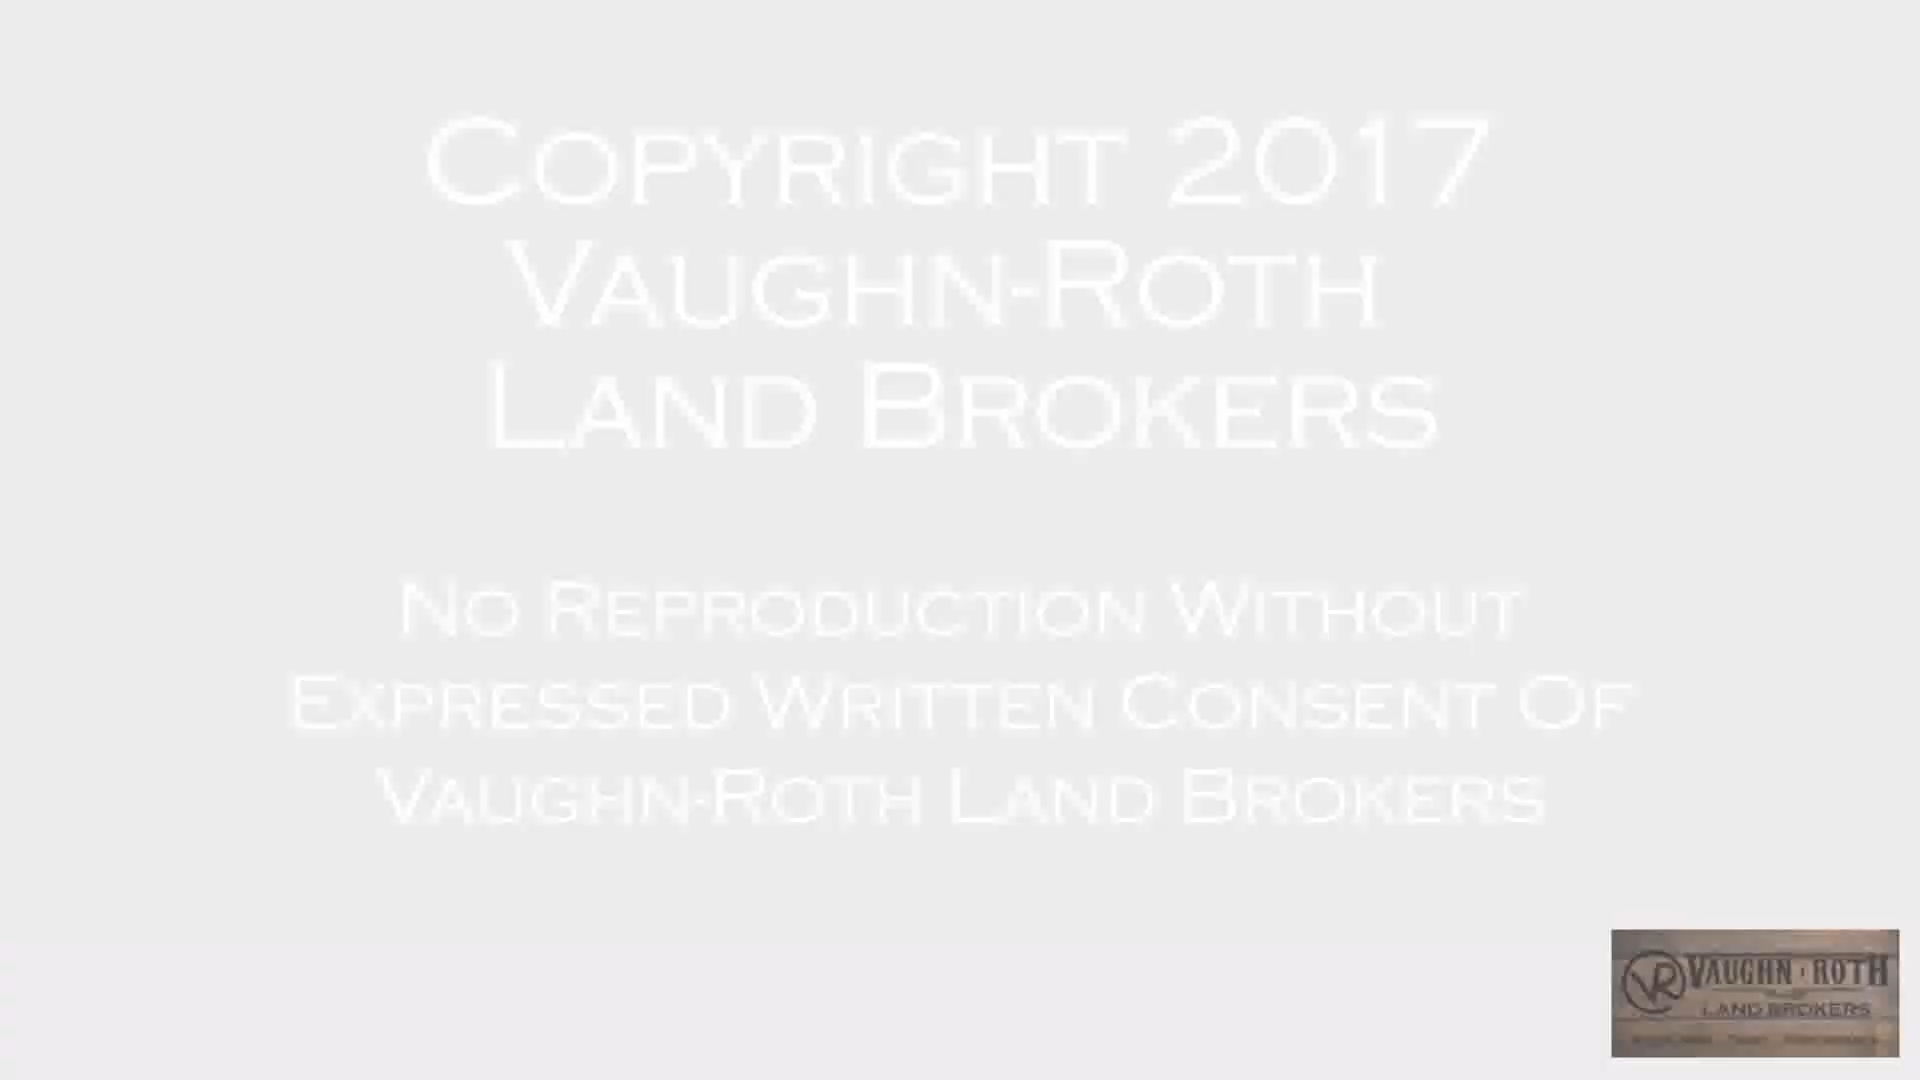 Copyright 2017
Vaughn-Roth
Land Brokers
No Reproduction Without
Expressed Written Consent Of
Vaughn-Roth Land Brokers
VR VAUGHN ROTH
LAND BROKERS